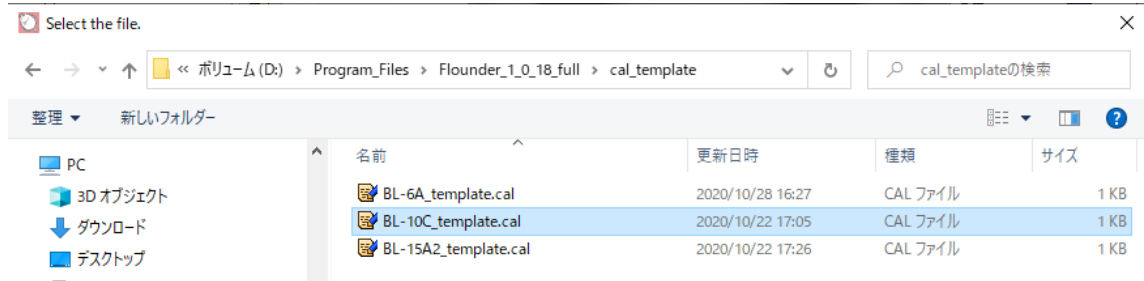 Select the file.
« ボリューム (D:) › Program_Files › Flounder_1_0_18_full › cal_template
cal_templateの検索
整理 新しいフォルダー
PC
3D オブジェクト
ダウンロード
デスクトップ
名前 更新日時 種類 サイズ
BL-6A_template.cal 2020/10/28 16:27 CAL ファイル 1 KB
BL-10C_template.cal 2020/10/22 17:05 CAL ファイル 1 KB
BL-15A2_template.cal 2020/10/22 17:26 CAL ファイル 1 KB